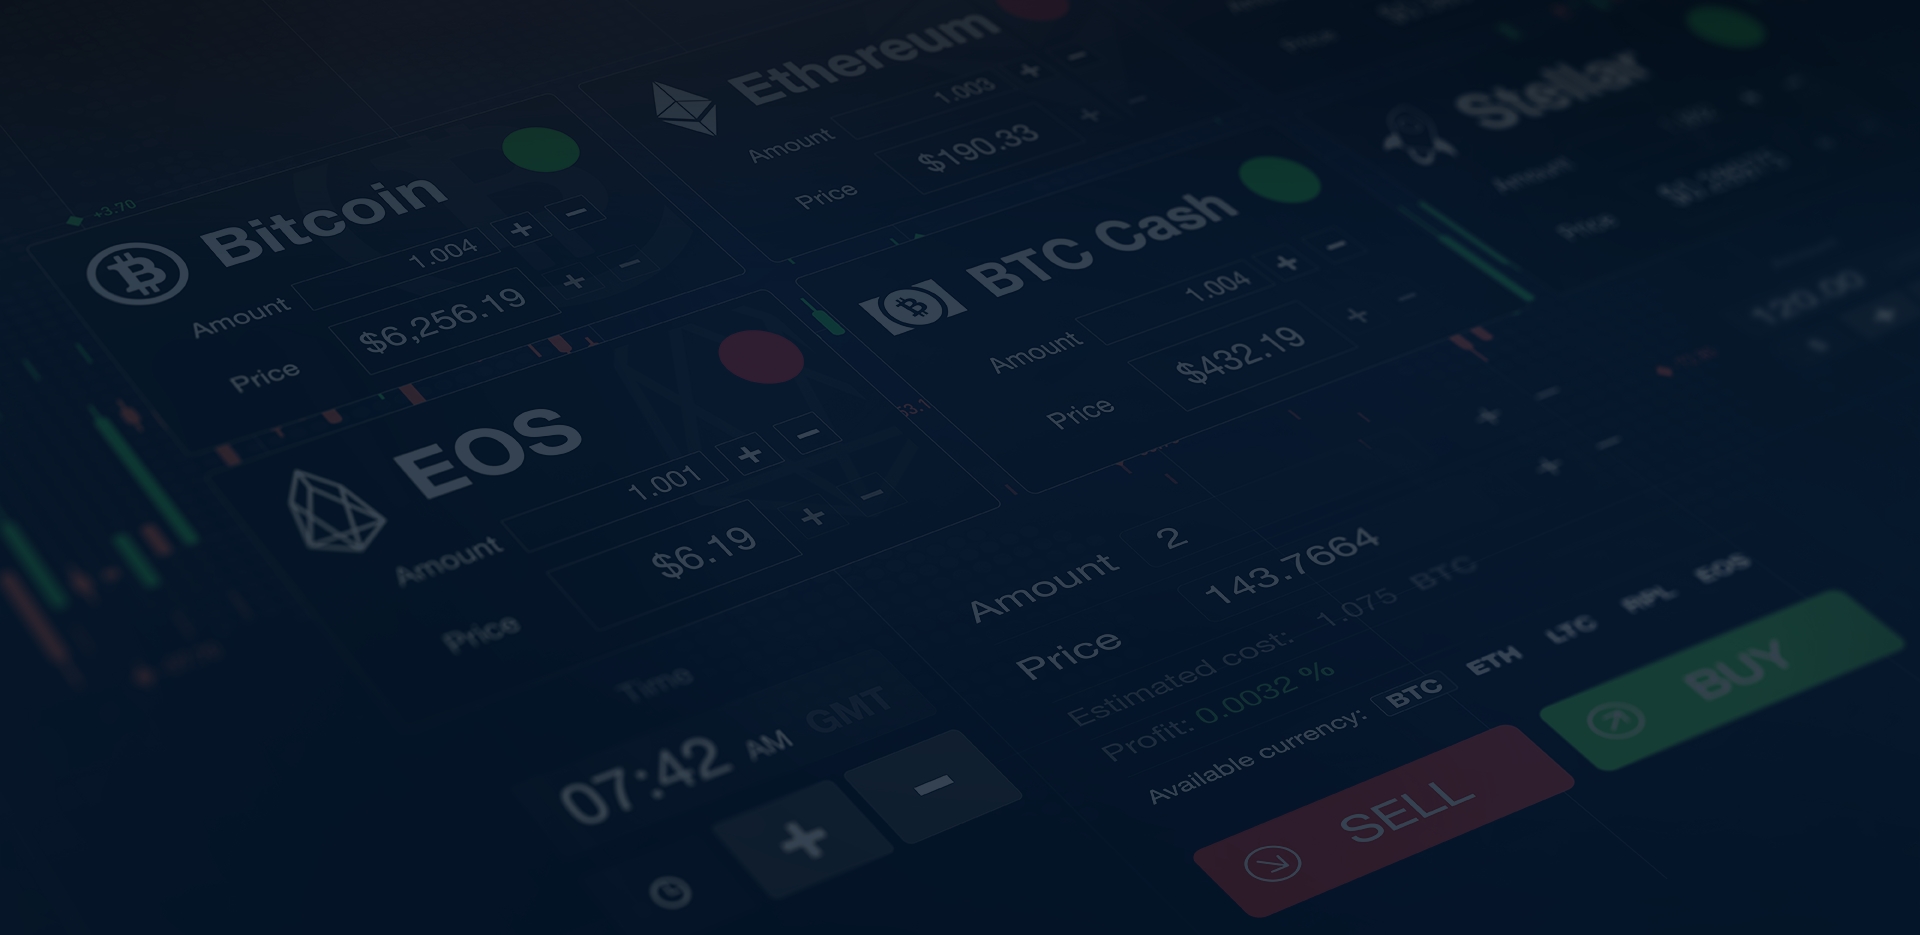 Ethereum
Amount 1.003 + −
Price $190.33 + −
Stellar
Amount
Price
+3.70
Bitcoin
Amount 1.004 + −
Price $6,256.19 + −
BTC Cash
Amount 1.004 + −
Price $432.19 + −
EOS
Amount 1.001 + −
Price $6.19 + −
120.00
Amount 2 + −
Price 143.7664 + −
Estimated cost: 1.075 BTC
Profit: 0.0032 %
Available currency: BTC ETH LTC RPL EOS
SELL BUY
Time
07:42 AM GMT
+ −